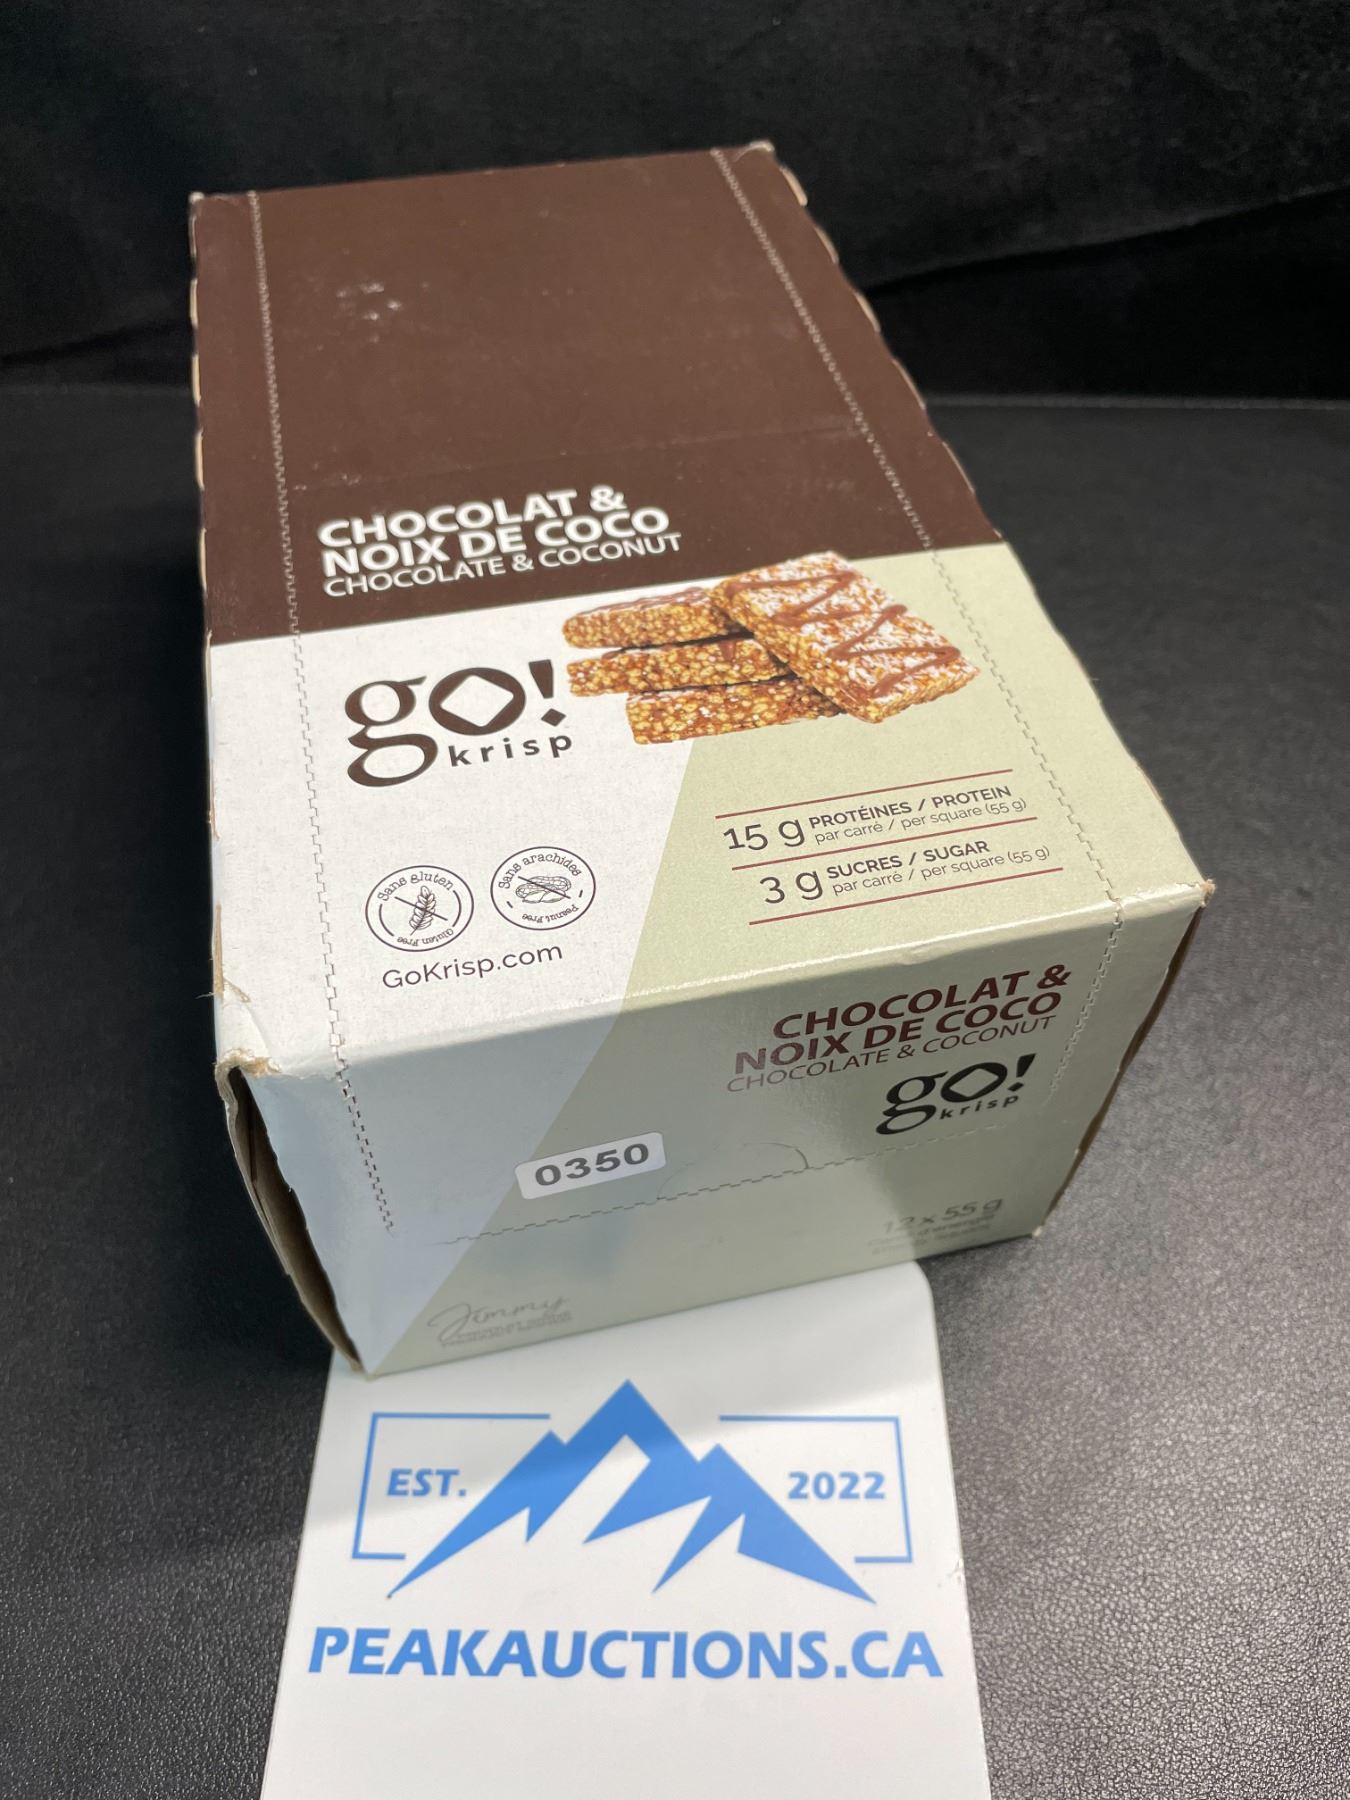 CHOCOLAT &
NOIX DE COCO
CHOCOLATE & COCONUT
go!
krisp
15 g PROTÉINES / PROTEIN
par carré / per square (55 g)
3 g SUCRES / SUGAR
par carré / per square (55 g)
Sans gluten
Gluten Free
Sans arachides
Peanut Free
GoKrisp.com
CHOCOLAT &
NOIX DE COCO
CHOCOLATE & COCONUT
go!
krisp
0350
12 x 55 g
Jimmy
EST. 2022
PEAKAUCTIONS.CA